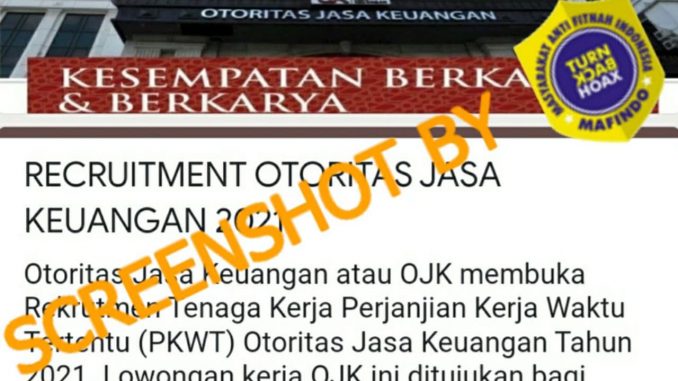 OTORITAS JASA KEUANGAN
KESEMPATAN BERKA
& BERKARYA
MASYARAKAT ANTI FITNAH INDONESIA
TURN
BACK
HOAX
MAFINDO
SCREENSHOT BY
RECRUITMENT OTORITAS JASA
KEUANGAN 2021
Otoritas Jasa Keuangan atau OJK membuka
Rekrutmen Tenaga Kerja Perjanjian Kerja Waktu
Tertentu (PKWT) Otoritas Jasa Keuangan Tahun
2021. Lowongan kerja OJK ini ditujukan bagi